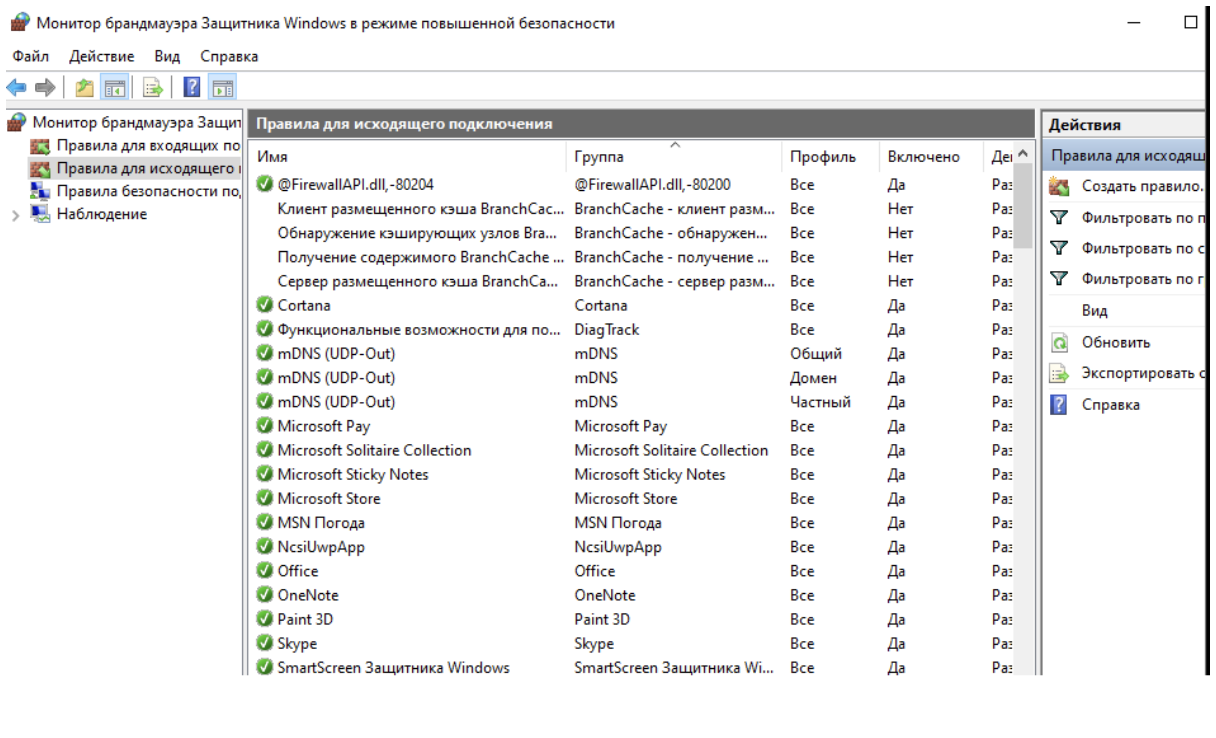 Монитор брандмауэра Защитника Windows в режиме повышенной безопасности
Файл Действие Вид Справка
Монитор брандмауэра Защит
Правила для входящих по
Правила для исходящего
Правила безопасности по
Наблюдение
Правила для исходящего подключения
Имя Группа Профиль Включено Де
@FirewallAPI.dll,-80204 @FirewallAPI.dll,-80200 Все Да Раз
Клиент размещенного кэша BranchCac... BranchCache - клиент разм... Все Нет Раз
Обнаружение кэширующих узлов Bra... BranchCache - обнаружен... Все Нет Раз
Получение содержимого BranchCache ... BranchCache - получение ... Все Нет Раз
Сервер размещенного кэша BranchCa... BranchCache - сервер разм... Все Нет Раз
Cortana Cortana Все Да Раз
Функциональные возможности для по... DiagTrack Все Да Раз
mDNS (UDP-Out) mDNS Общий Да Раз
mDNS (UDP-Out) mDNS Домен Да Раз
mDNS (UDP-Out) mDNS Частный Да Раз
Microsoft Pay Microsoft Pay Все Да Раз
Microsoft Solitaire Collection Microsoft Solitaire Collection Все Да Раз
Microsoft Sticky Notes Microsoft Sticky Notes Все Да Раз
Microsoft Store Microsoft Store Все Да Раз
MSN Погода MSN Погода Все Да Раз
NcsiUwpApp NcsiUwpApp Все Да Раз
Office Office Все Да Раз
OneNote OneNote Все Да Раз
Paint 3D Paint 3D Все Да Раз
Skype Skype Все Да Раз
SmartScreen Защитника Windows SmartScreen Защитника Wi... Все Да Раз
Действия
Правила для исходящ
Создать правило.
Фильтровать по п
Фильтровать по с
Фильтровать по г
Вид
Обновить
Экспортировать с
Справка